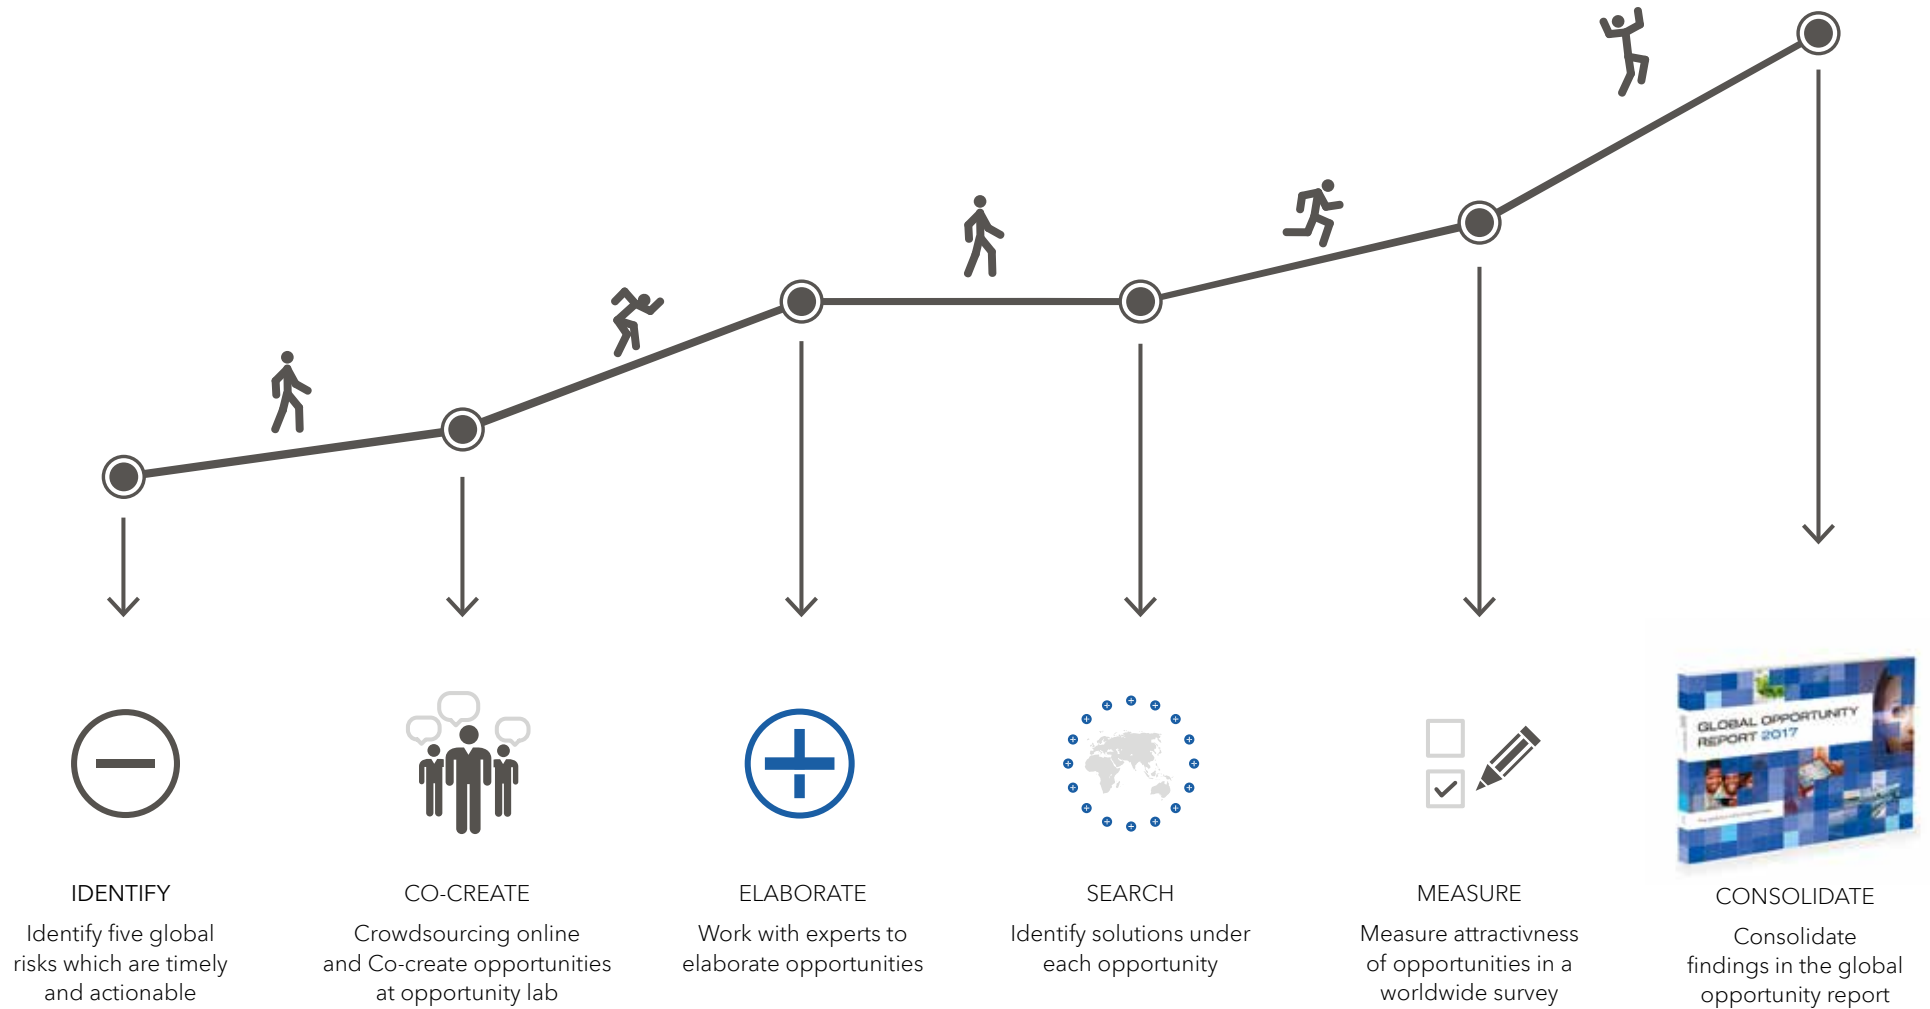 GLOBAL OPPORTUNITY
REPORT 2017
IDENTIFY
Identify five global
risks which are timely
and actionable
CO-CREATE
Crowdsourcing online
and Co-create opportunities
at opportunity lab
ELABORATE
Work with experts to
elaborate opportunities
SEARCH
Identify solutions under
each opportunity
MEASURE
Measure attractivness
of opportunities in a
worldwide survey
CONSOLIDATE
Consolidate
findings in the global
opportunity report